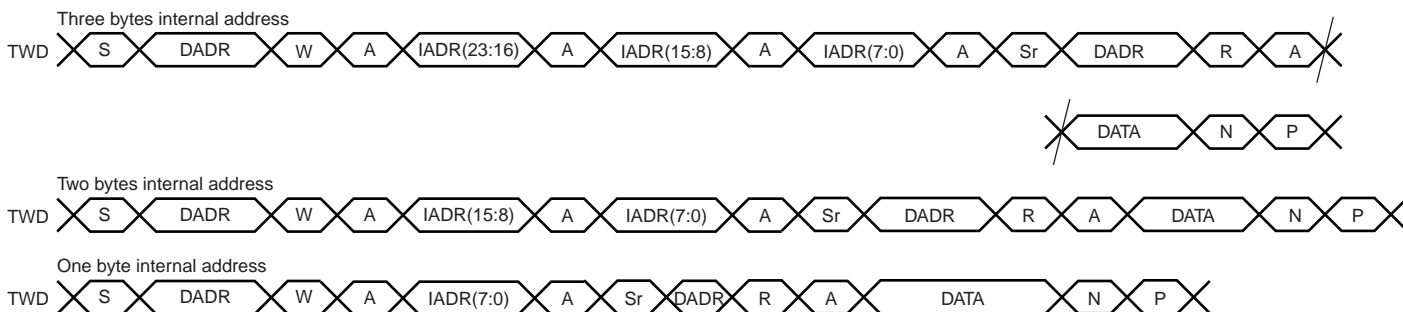 Three bytes internal address
TWD S DADR W A IADR(23:16) A IADR(15:8) A IADR(7:0) A Sr DADR R A
DATA N P
Two bytes internal address
TWD S DADR W A IADR(15:8) A IADR(7:0) A Sr DADR R A DATA N P
One byte internal address
TWD S DADR W A IADR(7:0) A Sr DADR R A DATA N P